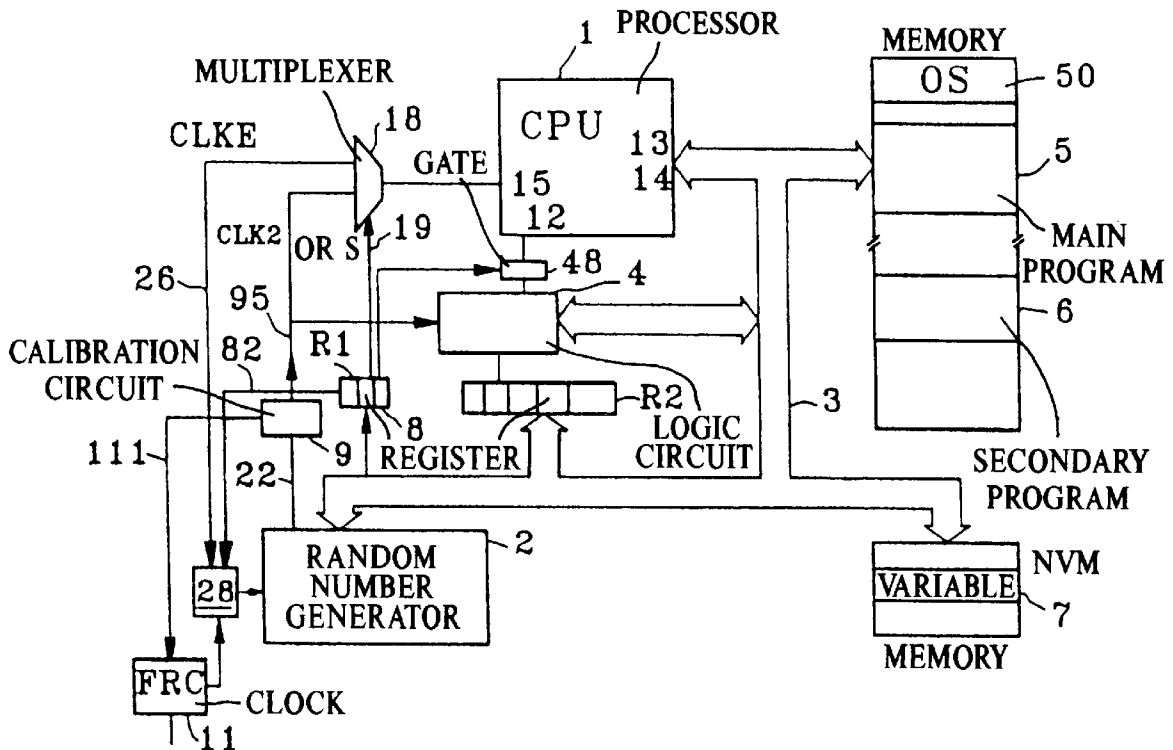 1
PROCESSOR
MEMORY
OS
50
MULTIPLEXER
18
CPU
CLKE
13
5
GATE
14
15
12
CLK2
OR S
19
48
MAIN
PROGRAM
26
4
6
95
R1
CALIBRATION
CIRCUIT
82
R2
3
8
LOGIC
CIRCUIT
111
9
REGISTER
SECONDARY
PROGRAM
22
2
RANDOM
NUMBER
GENERATOR
NVM
28
VARIABLE
7
MEMORY
FRC
CLOCK
11